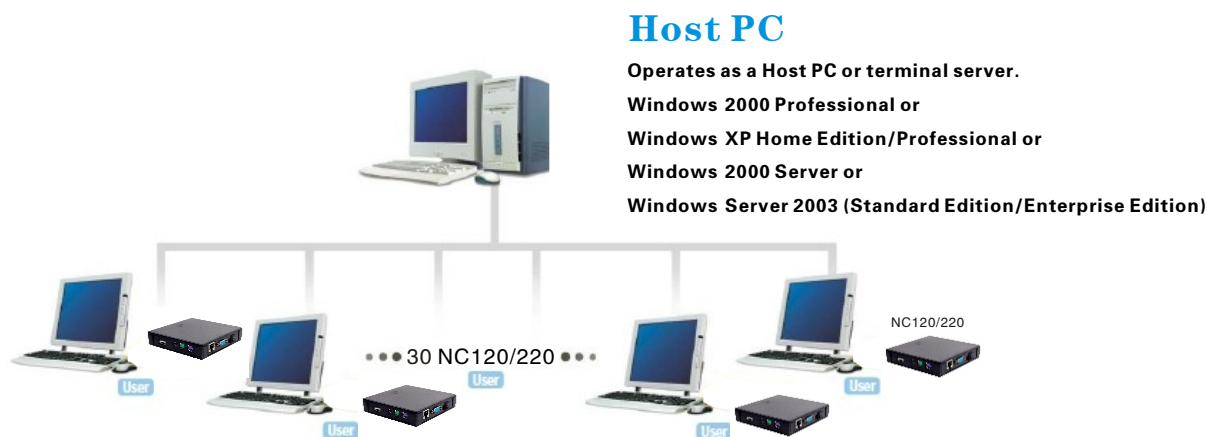 Host PC
Operates as a Host PC or terminal server.
Windows 2000 Professional or
Windows XP Home Edition/Professional or
Windows 2000 Server or
Windows Server 2003 (Standard Edition/Enterprise Edition)
NC120/220
30 NC120/220
User
User
User
User
User